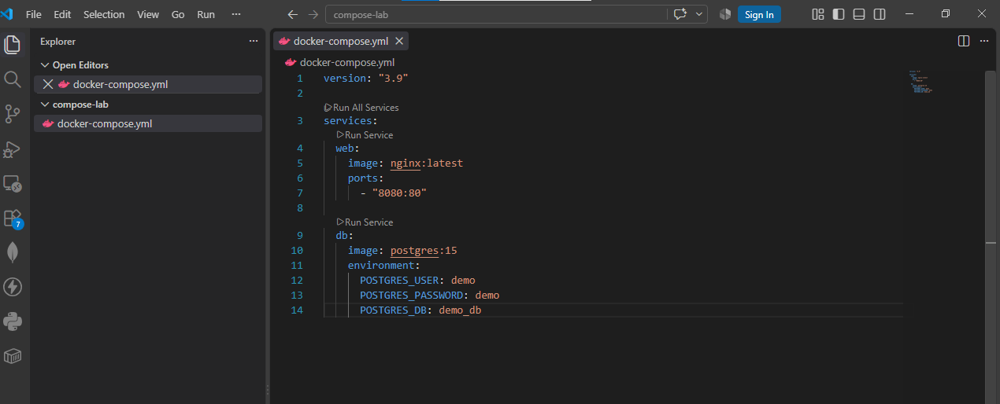 File Edit Selection View Go Run ···
compose-lab
Sign In
Explorer ···
Open Editors
docker-compose.yml
compose-lab
docker-compose.yml
7
docker-compose.yml
···
docker-compose.yml
1 version: "3.9"
2
Run All Services
3 services:
Run Service
4 web:
5 image: nginx:latest
6 ports:
7 - "8080:80"
8
Run Service
9 db:
10 image: postgres:15
11 environment:
12 POSTGRES_USER: demo
13 POSTGRES_PASSWORD: demo
14 POSTGRES_DB: demo_db